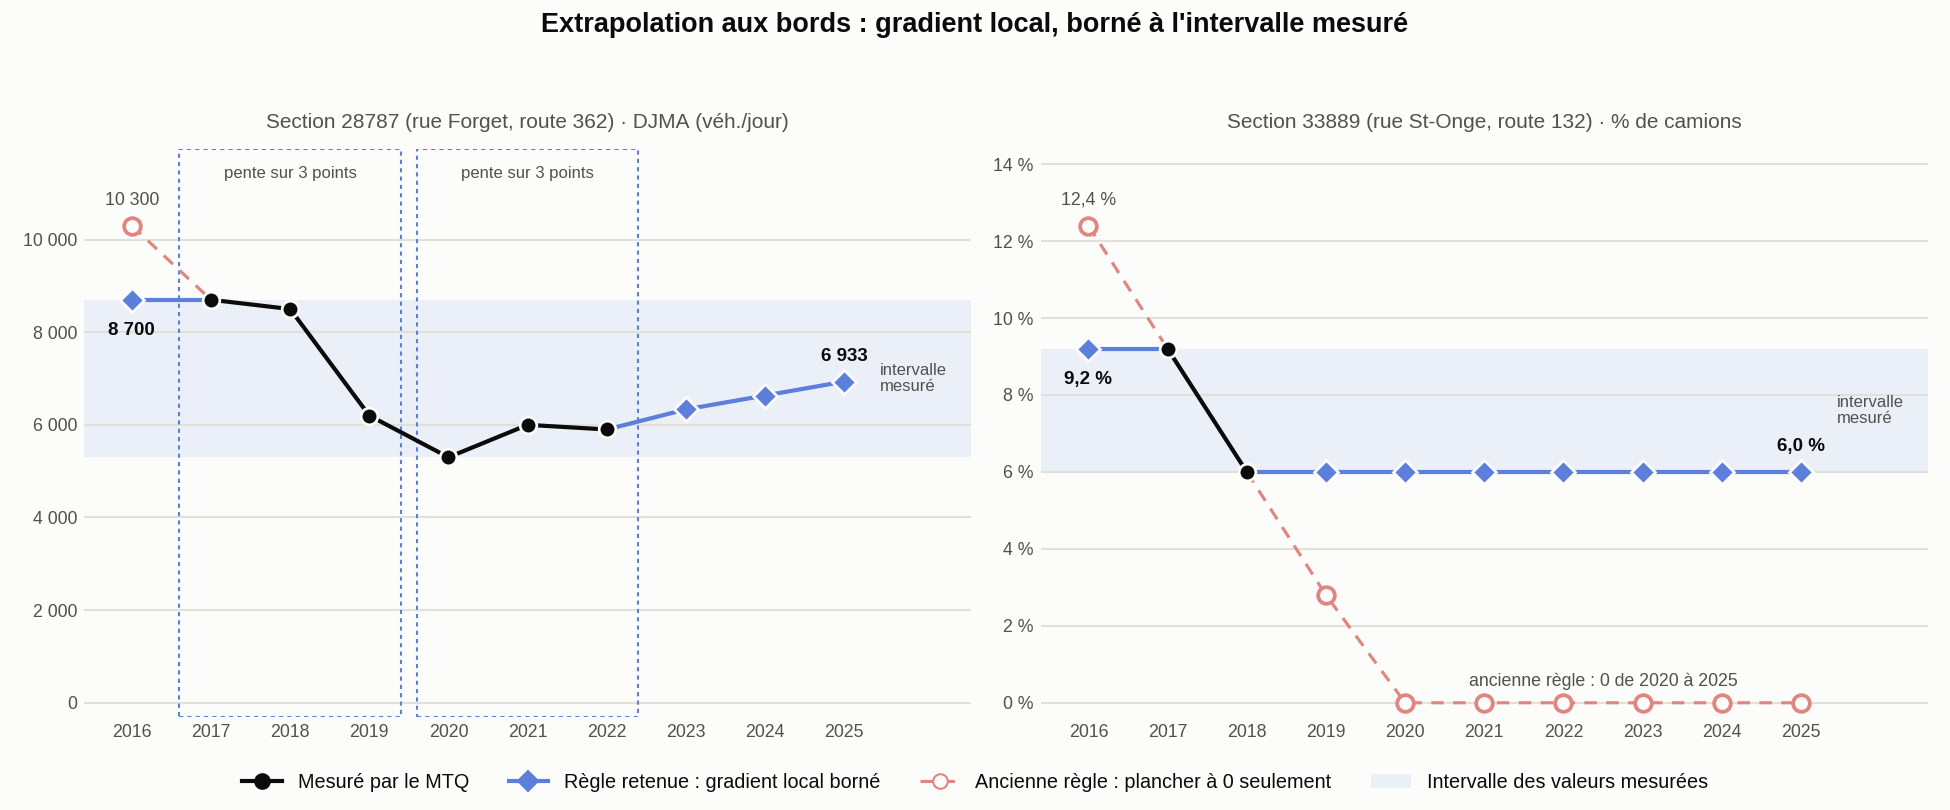 Extrapolation aux bords : gradient local, borné à l'intervalle mesuré
Section 28787 (rue Forget, route 362) · DJMA (véh./jour)
pente sur 3 points
pente sur 3 points
10 300
10 000
8 700
8 000
6 933
intervalle
mesuré
6 000
4 000
2 000
0
2016 2017 2018 2019 2020 2021 2022 2023 2024 2025
Section 33889 (rue St-Onge, route 132) · % de camions
14 %
12,4 %
12 %
10 %
9,2 %
8 %
intervalle
mesuré
6,0 %
6 %
4 %
2 %
ancienne règle : 0 de 2020 à 2025
0 %
2016 2017 2018 2019 2020 2021 2022 2023 2024 2025
Mesuré par le MTQ
Règle retenue : gradient local borné
Ancienne règle : plancher à 0 seulement
Intervalle des valeurs mesurées